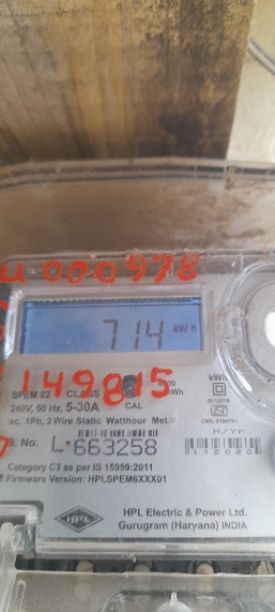 u000978
714 kWh
149815
SPEM 02 CLASS
240V, 50 Hz, 5-30A CAL
ac, 1Ph, 2 Wire Static Watthour
S. No. L 663258
Category C3 as per IS 15959:2011
Firmware Version: HPLSPEM6XXX01
HPL
HPL Electric & Power Ltd.
Gurugram (Haryana) INDIA